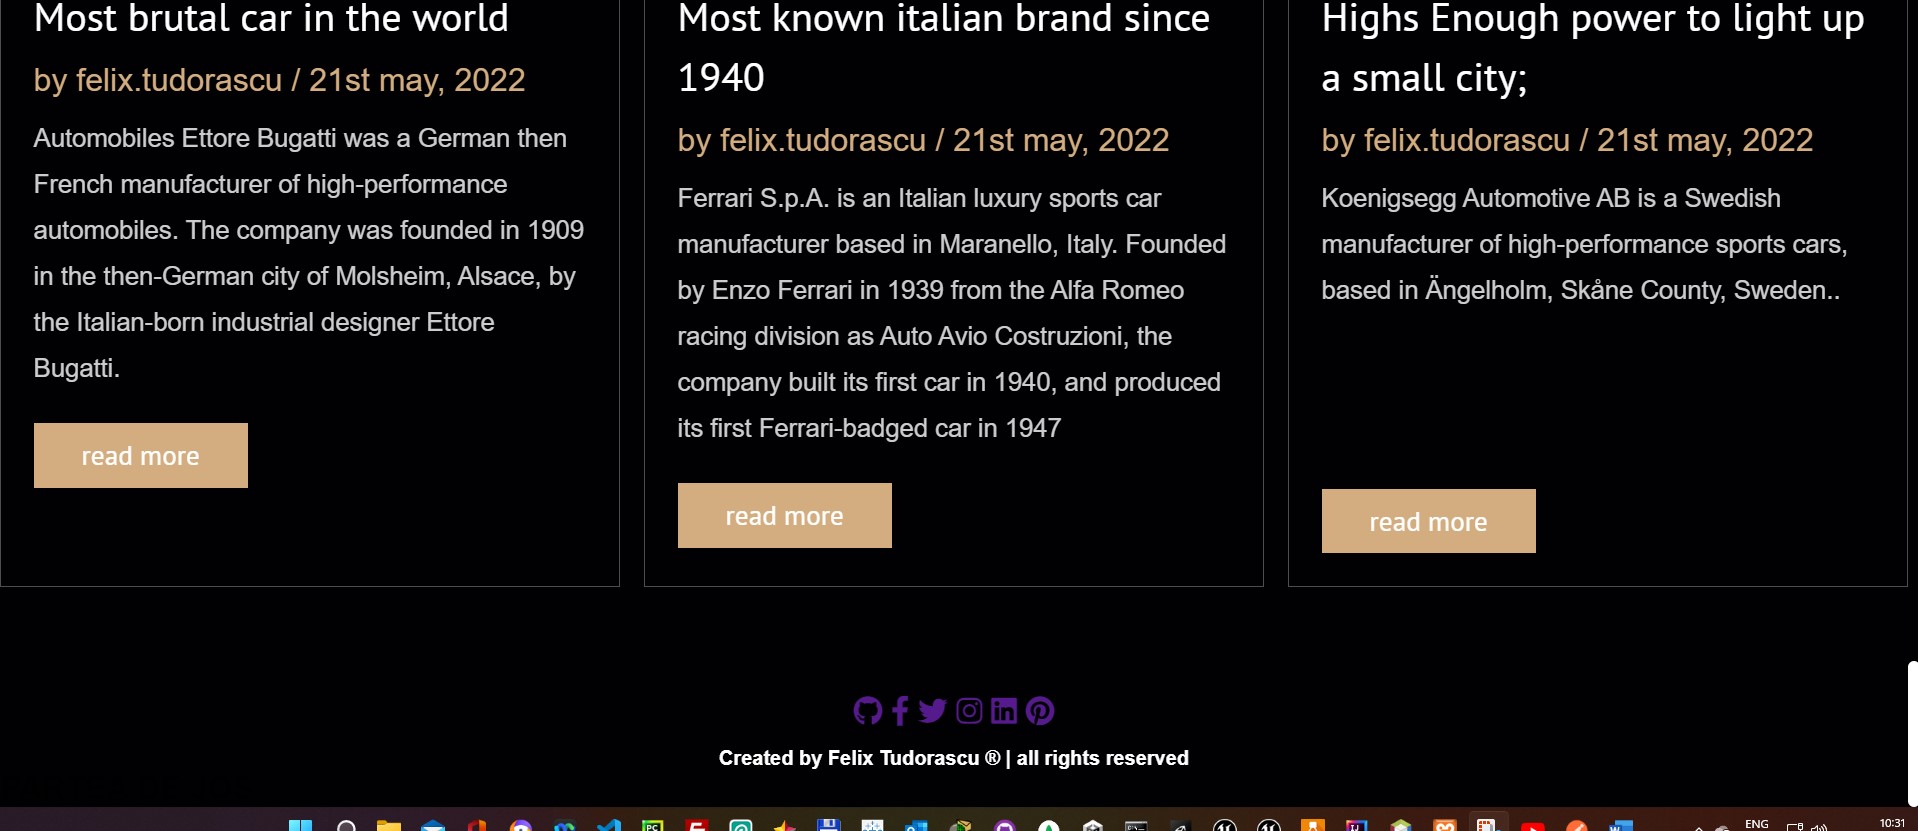 Most brutal car in the world
by felix.tudorascu / 21st may, 2022
Automobiles Ettore Bugatti was a German then
French manufacturer of high-performance
automobiles. The company was founded in 1909
in the then-German city of Molsheim, Alsace, by
the Italian-born industrial designer Ettore
Bugatti.
read more
Most known italian brand since
1940
by felix.tudorascu / 21st may, 2022
Ferrari S.p.A. is an Italian luxury sports car
manufacturer based in Maranello, Italy. Founded
by Enzo Ferrari in 1939 from the Alfa Romeo
racing division as Auto Avio Costruzioni, the
company built its first car in 1940, and produced
its first Ferrari-badged car in 1947
read more
Highs Enough power to light up
a small city;
by felix.tudorascu / 21st may, 2022
Koenigsegg Automotive AB is a Swedish
manufacturer of high-performance sports cars,
based in Ängelholm, Skåne County, Sweden..
read more
Created by Felix Tudorascu ® | all rights reserved
PC
ENG
10:31